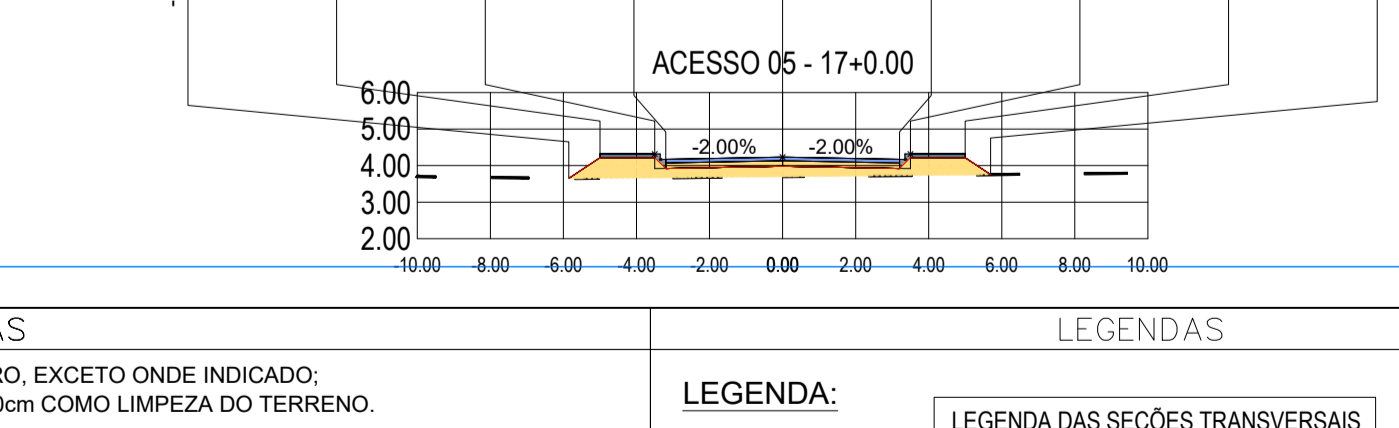 ACESSO 05 - 17+0.00
6.00
5.00
-2.00% -2.00%
4.00
3.00
2.00
-10.00 -8.00 -6.00 -4.00 -2.00 0.00 2.00 4.00 6.00 8.00 10.00
AS
LEGENDAS
RO, EXCETO ONDE INDICADO;
0cm COMO LIMPEZA DO TERRENO.
LEGENDA:
LEGENDA DAS SEÇÕES TRANSVERSAIS